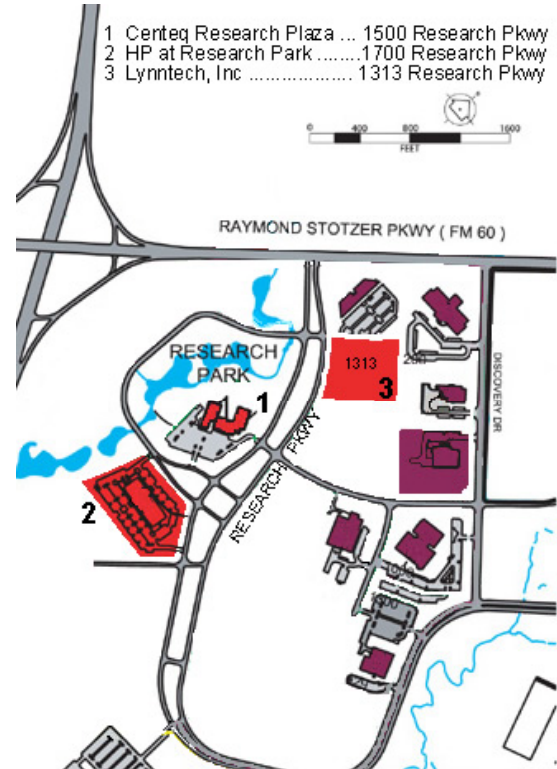 1 Centeq Research Plaza ... 1500 Research Pkwy
2 HP at Research Park ........1700 Research Pkwy
3 Lynntech, Inc ................... 1313 Research Pkwy
0 400 800 1600
FEET
RAYMOND STOTZER PKWY ( FM 60 )
RESEARCH
PARK
1313
3
DISCOVERY DR
1
RESEARCH PKWY
2